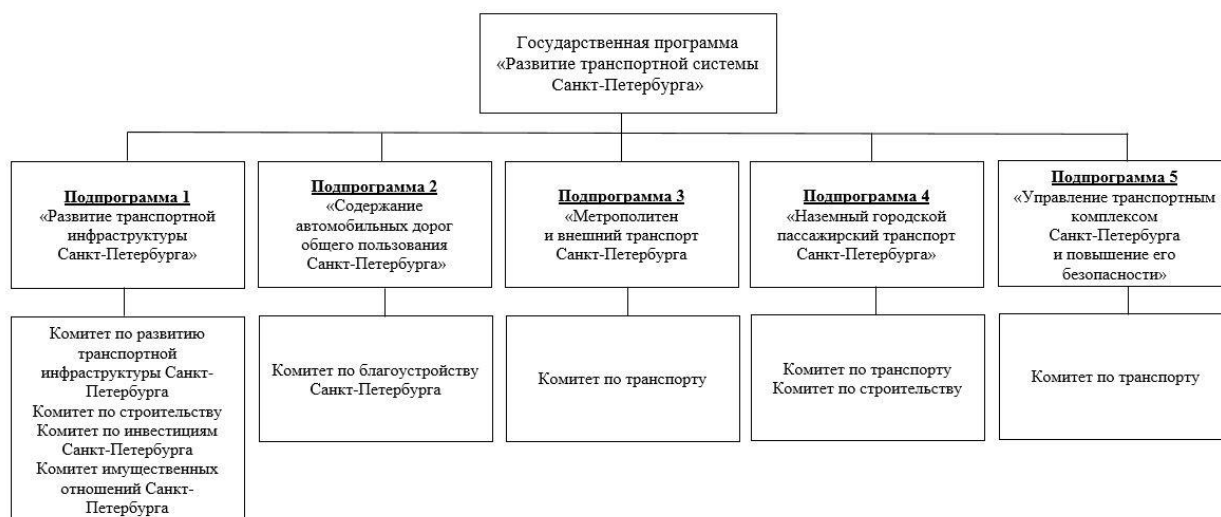 Государственная программа
«Развитие транспортной системы
Санкт-Петербурга»
Подпрограмма 1
«Развитие транспортной
инфраструктуры
Санкт-Петербурга»
Подпрограмма 2
«Содержание
автомобильных дорог
общего пользования
Санкт-Петербурга»
Подпрограмма 3
«Метрополитен
и внешний транспорт
Санкт-Петербурга
Подпрограмма 4
«Наземный городской
пассажирский транспорт
Санкт-Петербурга»
Подпрограмма 5
«Управление транспортным
комплексом
Санкт-Петербурга
и повышение его
безопасности»
Комитет по развитию
транспортной
инфраструктуры Санкт-
Петербурга
Комитет по строительству
Комитет по инвестициям
Санкт-Петербурга
Комитет имущественных
отношений Санкт-
Петербурга
Комитет по благоустройству
Санкт-Петербурга
Комитет по транспорту
Комитет по транспорту
Комитет по строительству
Комитет по транспорту